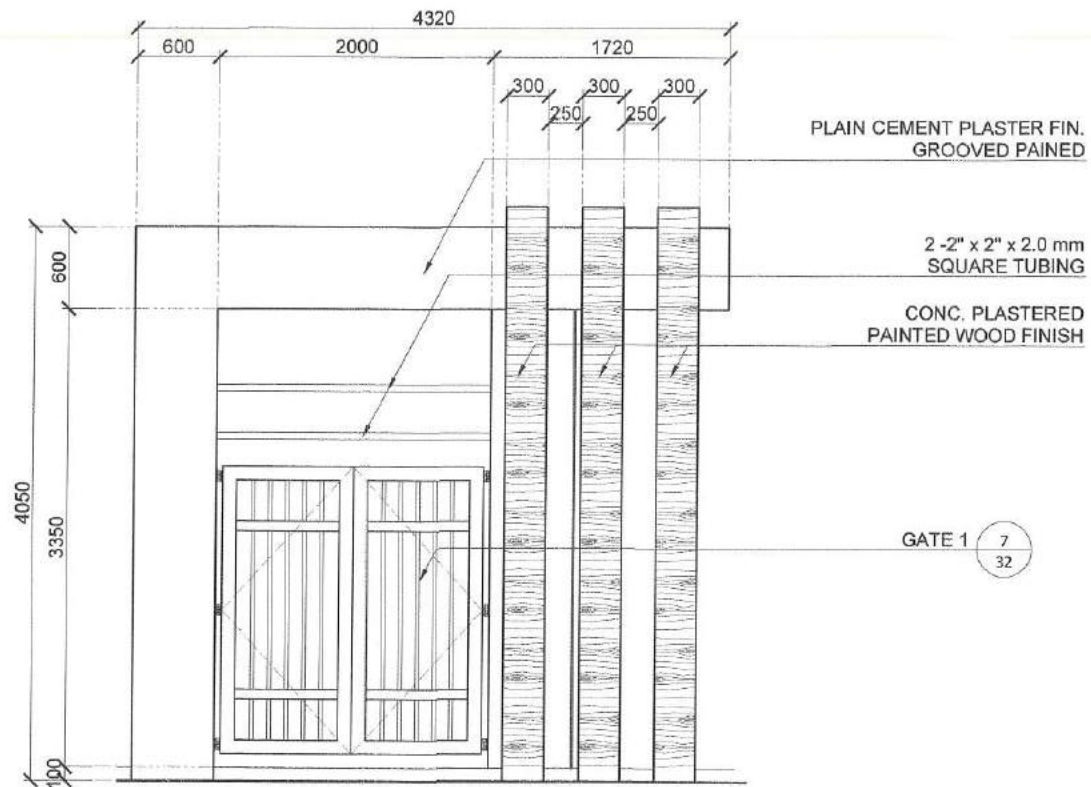 4320
600
2000
1720
300
300
300
250
250
PLAIN CEMENT PLASTER FIN.
GROOVED PAINED
2 -2" x 2" x 2.0 mm
SQUARE TUBING
CONC. PLASTERED
PAINTED WOOD FINISH
GATE 1
7
32
4050
600
3350
100